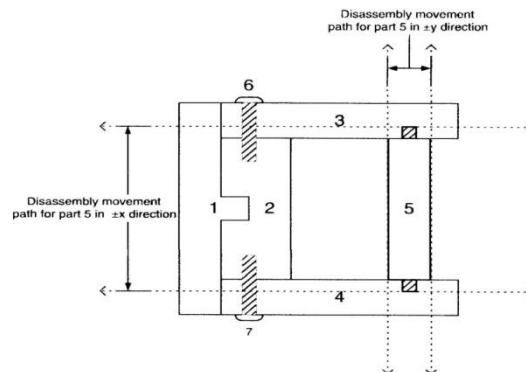 Disassembly movement
path for part 5 in ±y direction
6
3
Disassembly movement
path for part 5 in ±x direction
1
2
5
4
7